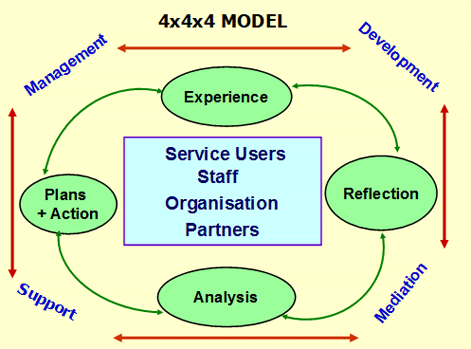 4x4x4 MODEL
Management
Development
Experience
Service Users
Staff
Organisation
Partners
Plans
+ Action
Reflection
Analysis
Support
Mediation